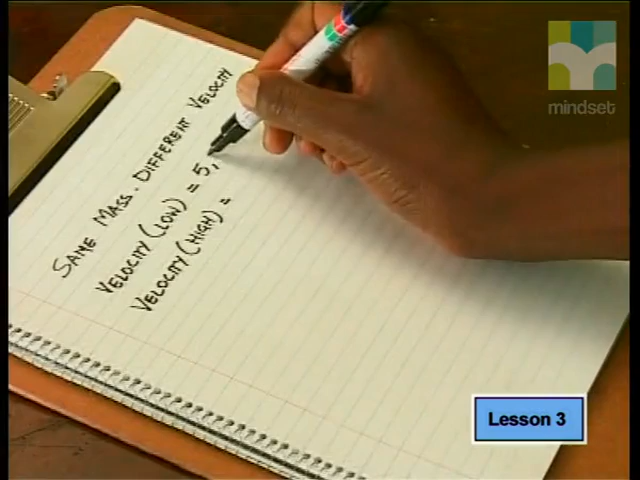 mindset
SAME MASS. DIFFERENT VELOCITY
VELOCITY (LOW) = 5,
VELOCITY (HIGH) =
Lesson 3